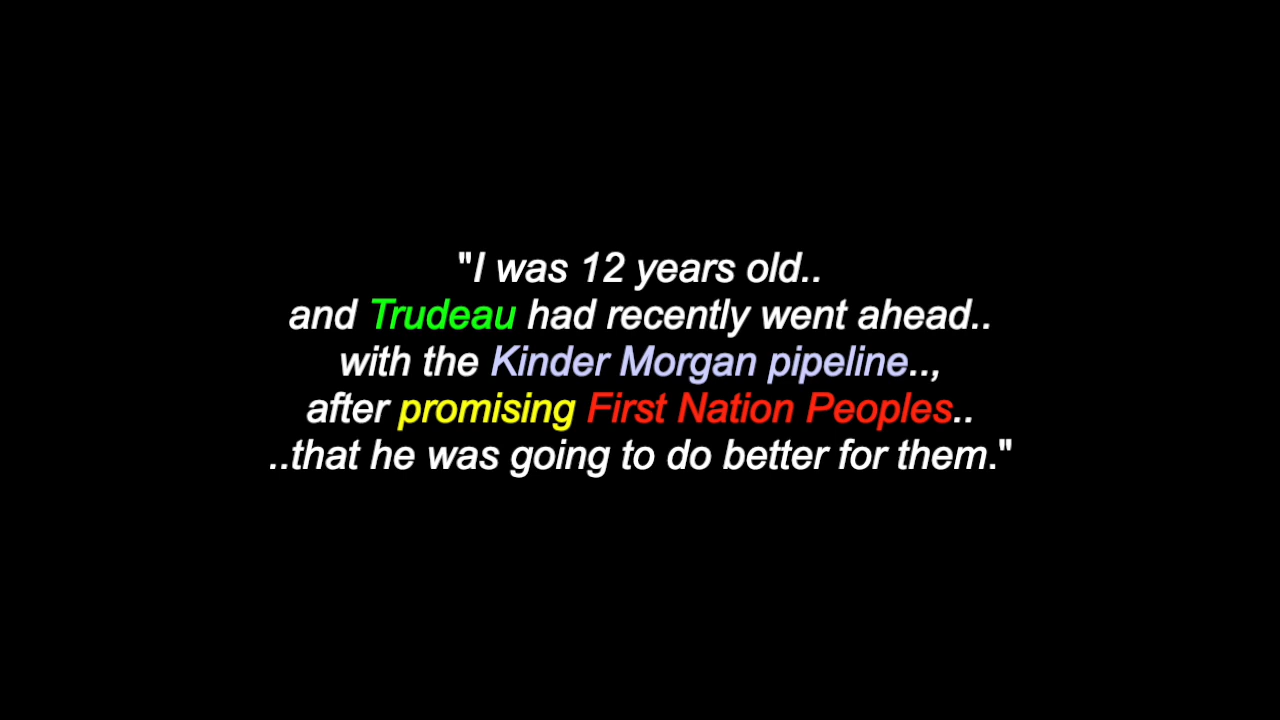 "I was 12 years old..
and Trudeau had recently went ahead..
with the Kinder Morgan pipeline..,
after promising First Nation Peoples..
..that he was going to do better for them."